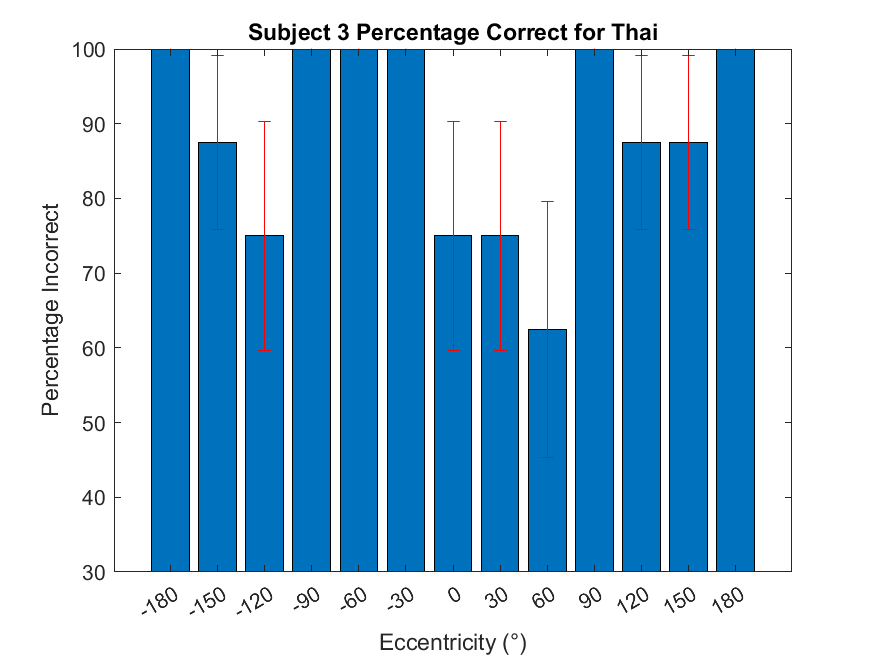 Subject 3 Percentage Correct for Thai
100
90
80
70
60
50
40
30
Percentage Incorrect
-180 -150 -120 -90 -60 -30 0 30 60 90 120 150 180
Eccentricity (°)